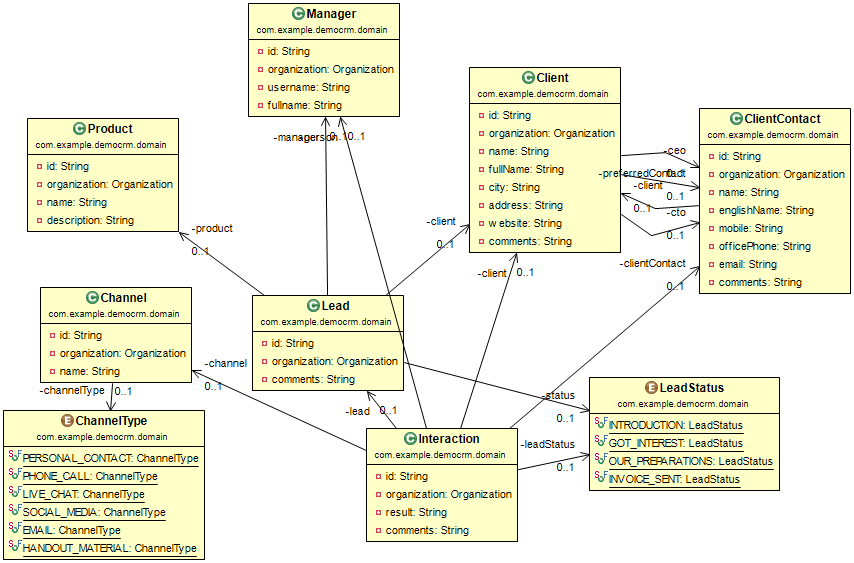 Manager
com.example.democrm.domain
id: String
organization: Organization
username: String
fullname: String
Client
com.example.democrm.domain
id: String
organization: Organization
name: String
fullName: String
city: String
address: String
website: String
comments: String
ClientContact
com.example.democrm.domain
id: String
organization: Organization
name: String
englishName: String
mobile: String
officePhone: String
email: String
comments: String
Product
com.example.democrm.domain
id: String
organization: Organization
name: String
description: String
-ceo
-preferredContact
-client
0..1
0..1
-cto
0..1
0..1
-product
0..1
-client
0..1
-client
0..1
-clientContact
0..1
Channel
com.example.democrm.domain
id: String
organization: Organization
name: String
-channelType
0..1
Lead
com.example.democrm.domain
id: String
organization: Organization
comments: String
-channel
0..1
-lead
0..1
-status
0..1
-leadStatus
0..1
LeadStatus
com.example.democrm.domain
INTRODUCTION: LeadStatus
GOT_INTEREST: LeadStatus
OUR_PREPARATIONS: LeadStatus
INVOICE_SENT: LeadStatus
ChannelType
com.example.democrm.domain
PERSONAL_CONTACT: ChannelType
PHONE_CALL: ChannelType
LIVE_CHAT: ChannelType
SOCIAL_MEDIA: ChannelType
EMAIL: ChannelType
HANDOUT_MATERIAL: ChannelType
Interaction
com.example.democrm.domain
id: String
organization: Organization
result: String
comments: String